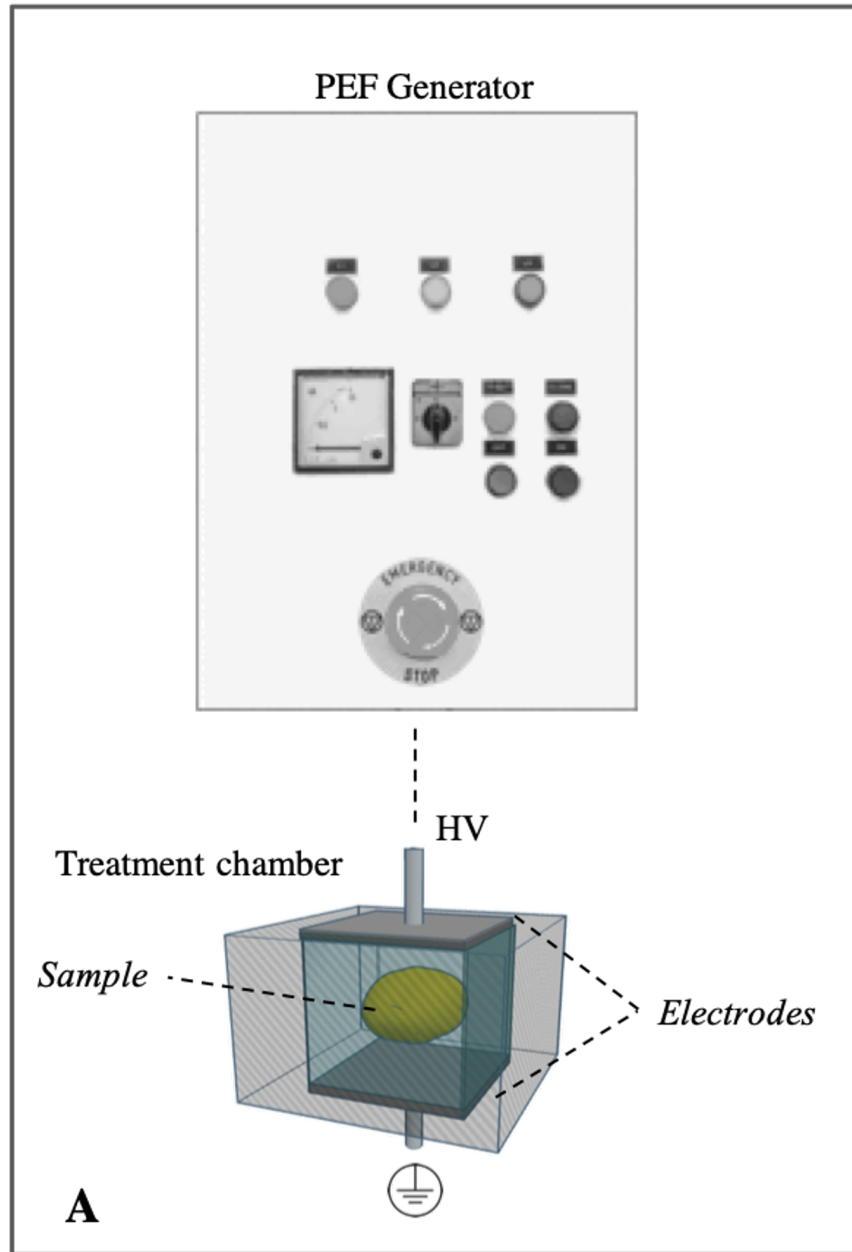 PEF Generator
EMERGENCY
STOP
HV
Treatment chamber
Sample
Electrodes
A